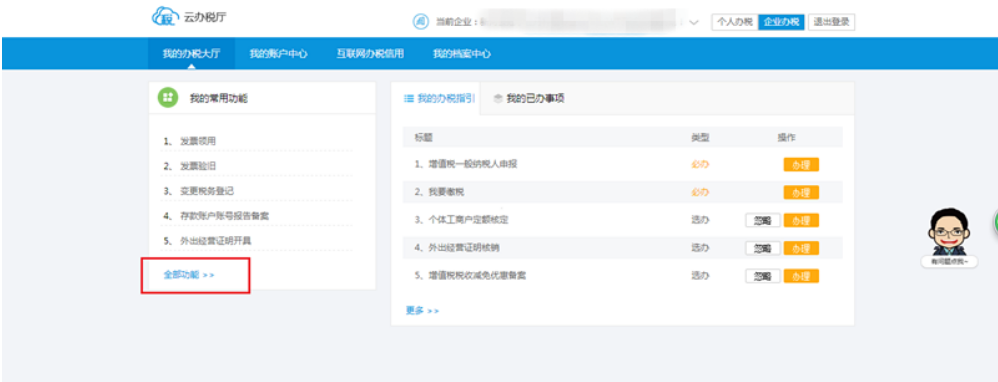 税 云办税厅
当前企业：
个人办税 企业办税 退出登录
我的办税大厅 我的账户中心 互联网办税信用 我的档案中心
我的常用功能
1、 发票领用
2、 发票验旧
3、 变更税务登记
4、 存款账户账号报告备案
5、 外出经营证明开具
全部功能 >>
我的办税指引 我的已办事项
标题 类型 操作
1、增值税一般纳税人申报 必办 办理
2、我要缴税 必办 办理
3、个体工商户定额核定 选办 忽略 办理
4、外出经营证明核销 选办 忽略 办理
5、增值税税收减免优惠备案 选办 忽略 办理
更多 >>
有问题点我~